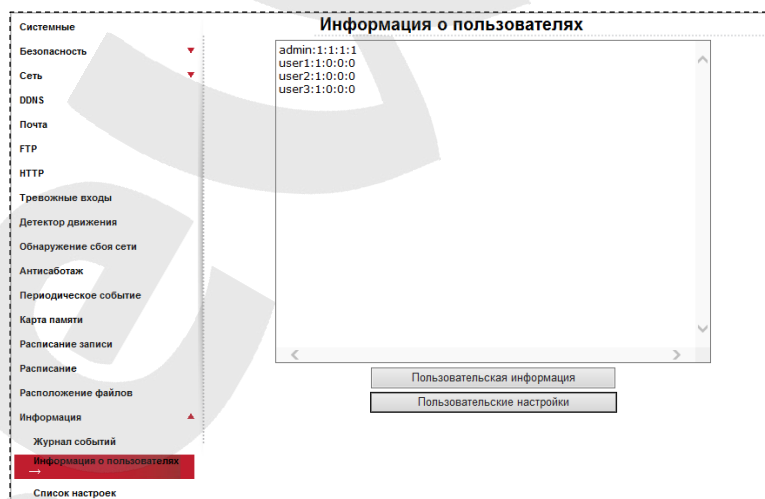 Системные
Безопасность
Сеть
DDNS
Почта
FTP
HTTP
Тревожные входы
Детектор движения
Обнаружение сбоя сети
Антисаботаж
Периодическое событие
Карта памяти
Расписание записи
Расписание
Расположение файлов
Информация
Журнал событий
Информация о пользователях
Список настроек
Информация о пользователях
admin:1:1:1:1
user1:1:0:0:0
user2:1:0:0:0
user3:1:0:0:0
Пользовательская информация
Пользовательские настройки